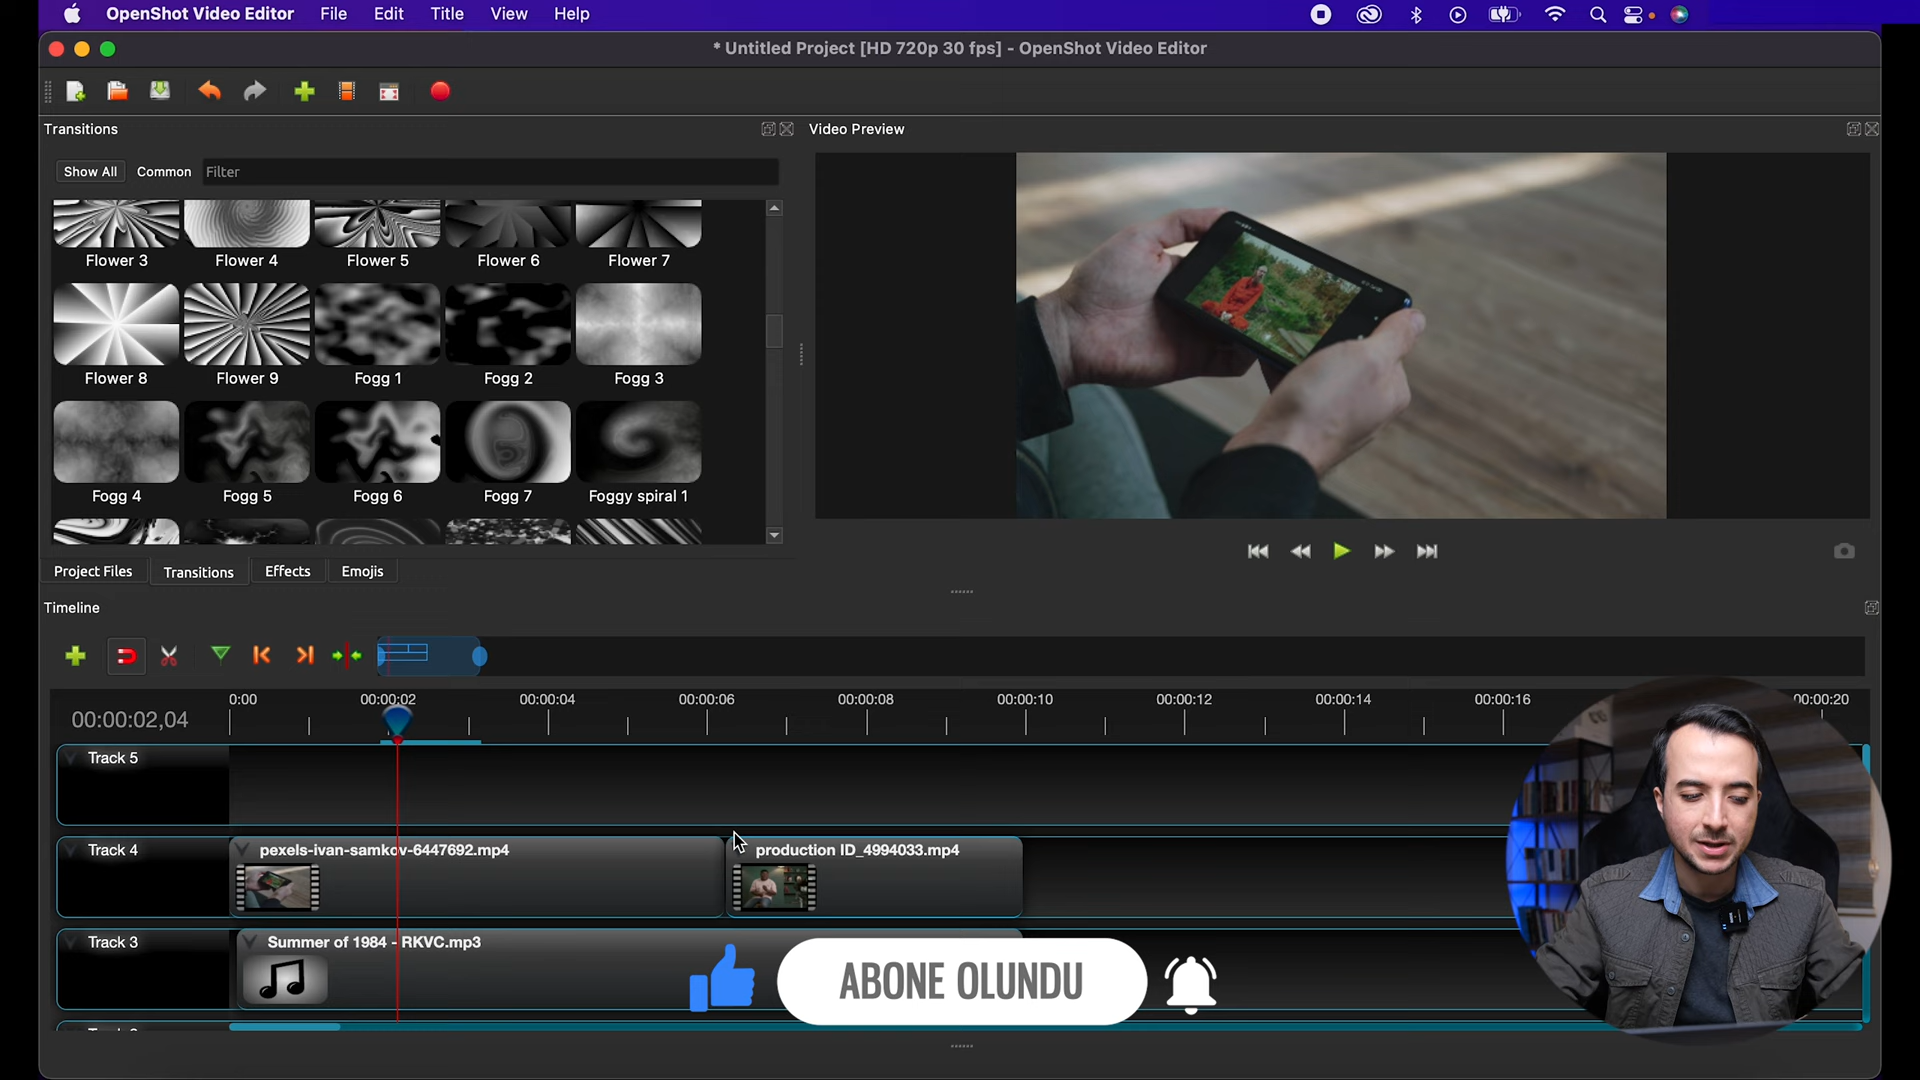 OpenShot Video Editor File Edit Title View Help
* Untitled Project [HD 720p 30 fps] - OpenShot Video Editor
Transitions
Video Preview
Show All Common Filter
Flower 3 Flower 4 Flower 5 Flower 6 Flower 7
Flower 8 Flower 9 Fogg 1 Fogg 2 Fogg 3
Fogg 4 Fogg 5 Fogg 6 Fogg 7 Foggy spiral 1
Project Files Transitions Effects Emojis
Timeline
0:00 00:00:02 00:00:04 00:00:06 00:00:08 00:00:10 00:00:12 00:00:14 00:00:16 00:00:20
00:00:02,04
Track 5
Track 4 pexels-ivan-samkov-6447692.mp4 production ID_4994033.mp4
Track 3 Summer of 1984 - RKVC.mp3
ABONE OLUNDU